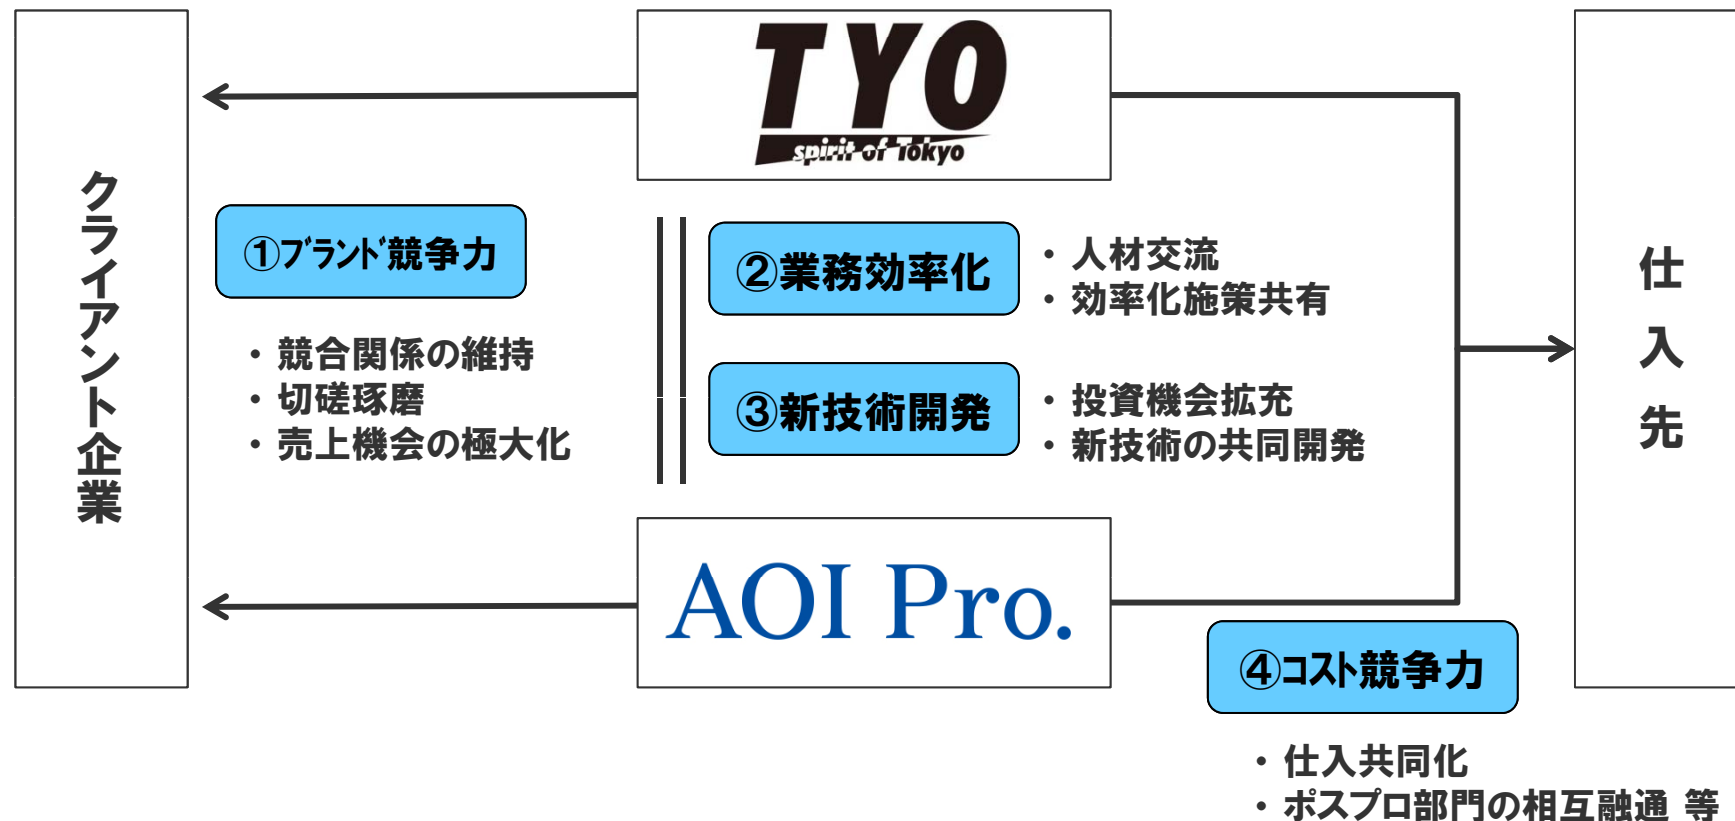 TYO
spirit of Tokyo
クライアント企業
①ﾌﾞﾗﾝﾄﾞ競争力
・競合関係の維持
・切磋琢磨
・売上機会の極大化
②業務効率化
・人材交流
・効率化施策共有
③新技術開発
・投資機会拡充
・新技術の共同開発
仕入先
AOI Pro.
④ｺｽﾄ競争力
・仕入共同化
・ポスプロ部門の相互融通 等